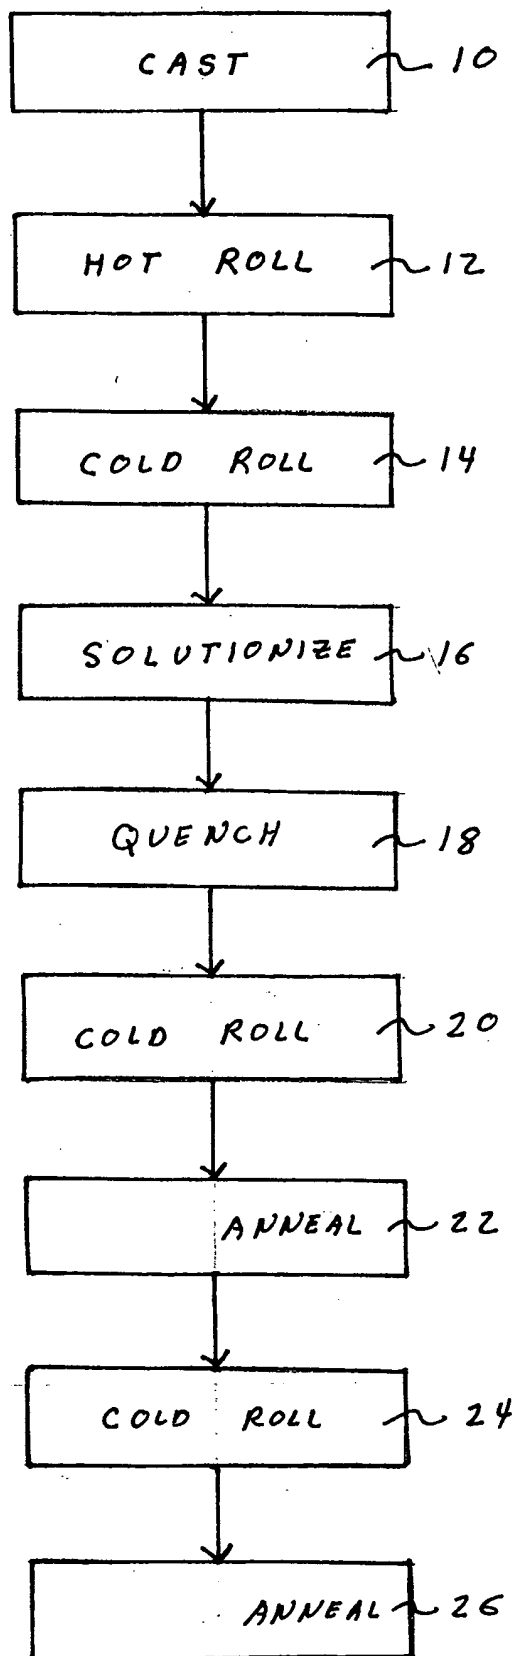 CAST 10
HOT ROLL 12
COLD ROLL 14
SOLUTIONIZE 16
QUENCH 18
COLD ROLL 20
ANNEAL 22
COLD ROLL 24
ANNEAL 26